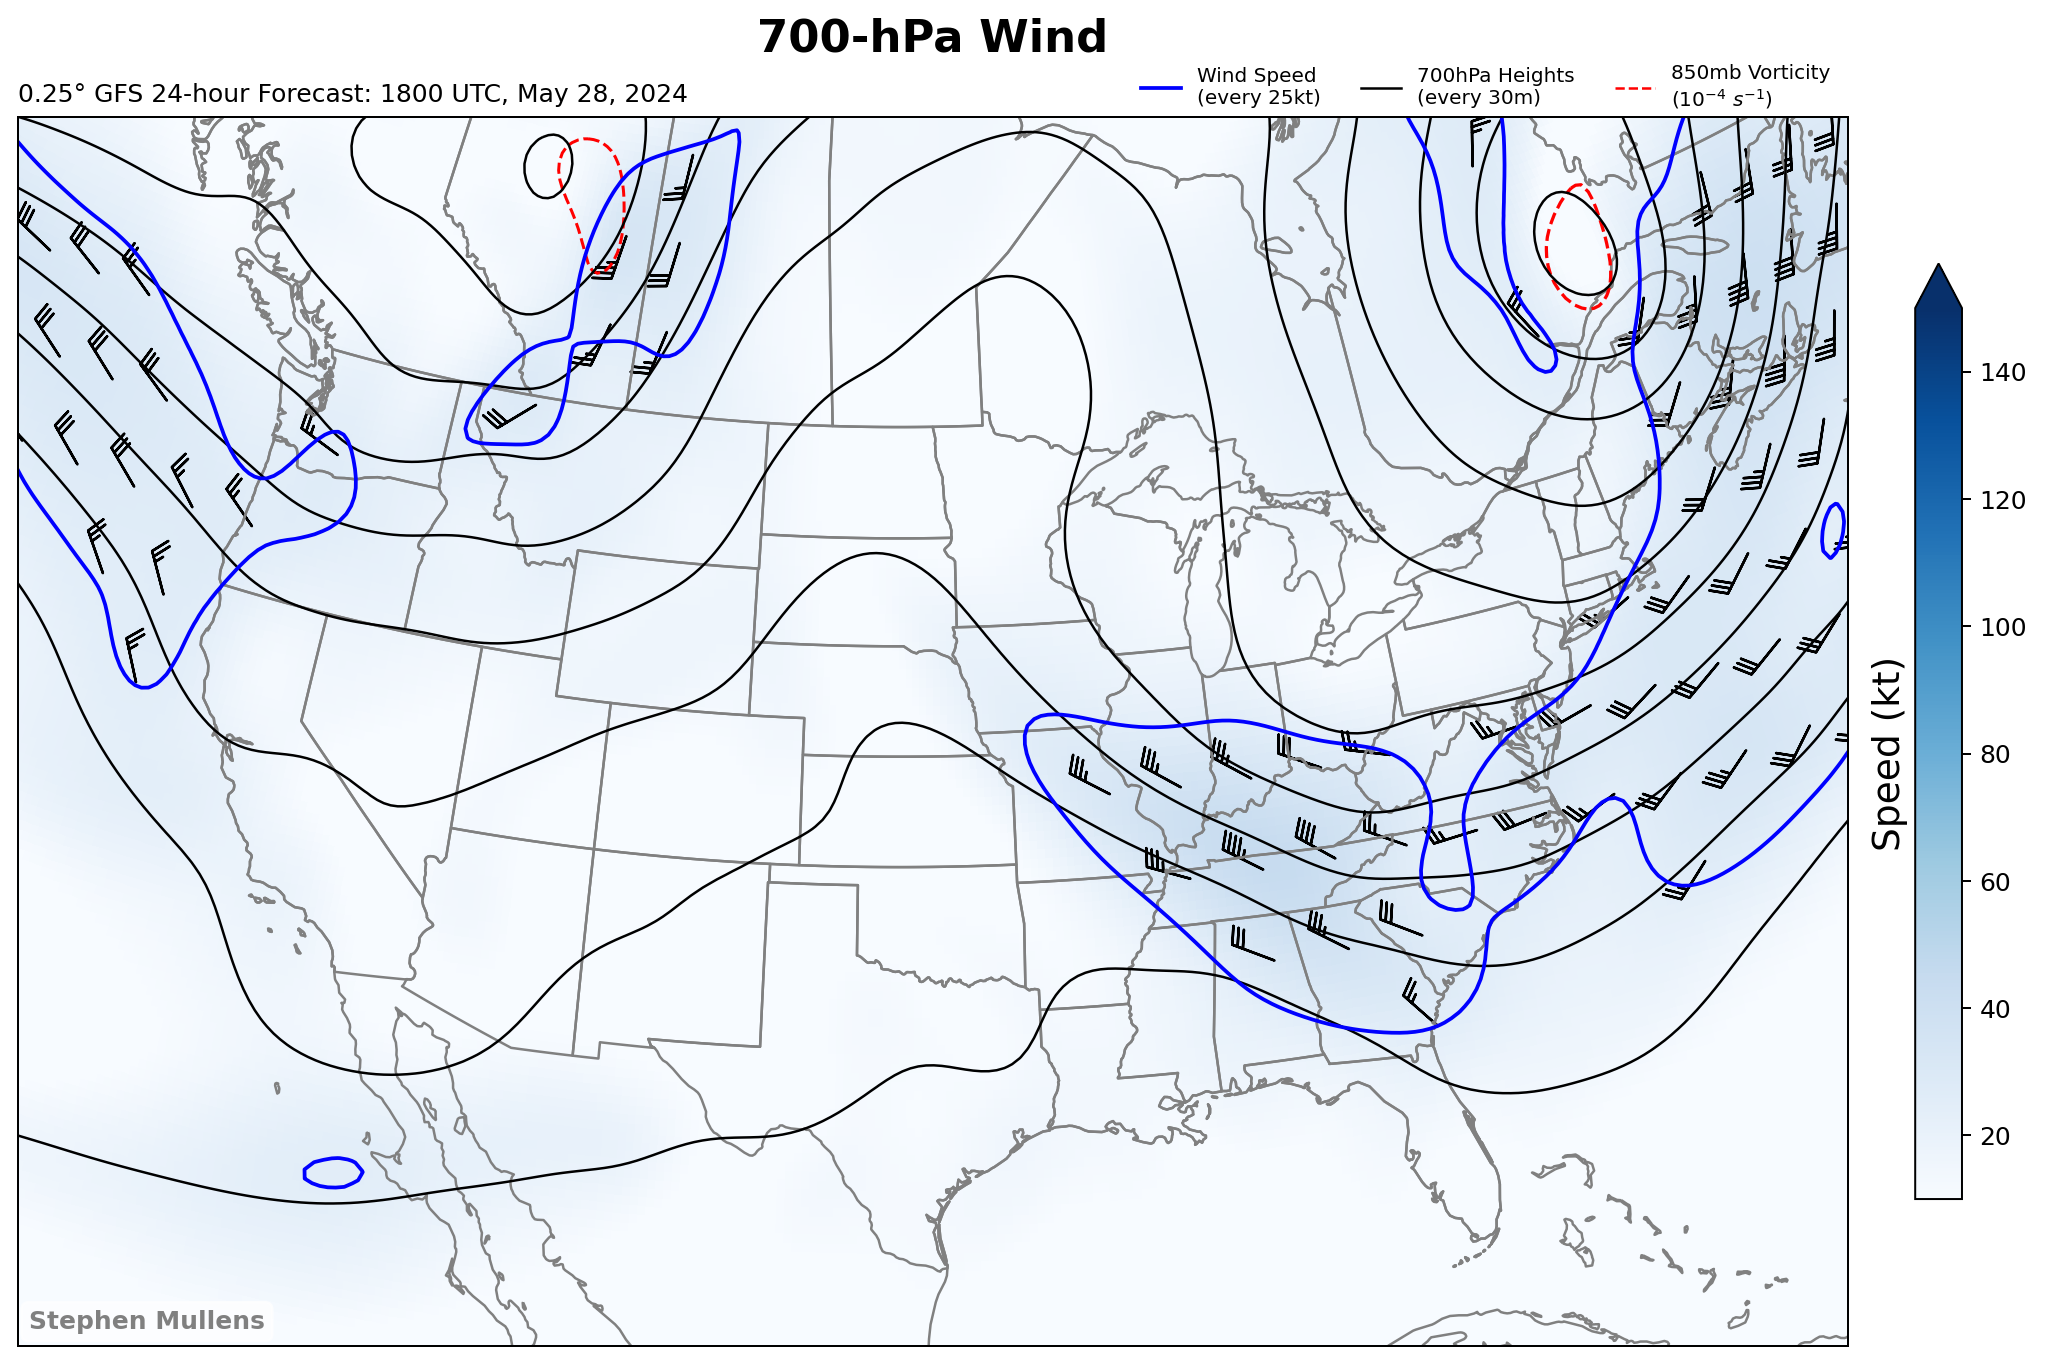 700-hPa Wind
0.25° GFS 24-hour Forecast: 1800 UTC, May 28, 2024
Wind Speed
(every 25kt)
700hPa Heights
(every 30m)
850mb Vorticity
(10⁻⁴ s⁻¹)
140
120
100
80
60
40
20
Speed (kt)
Stephen Mullens